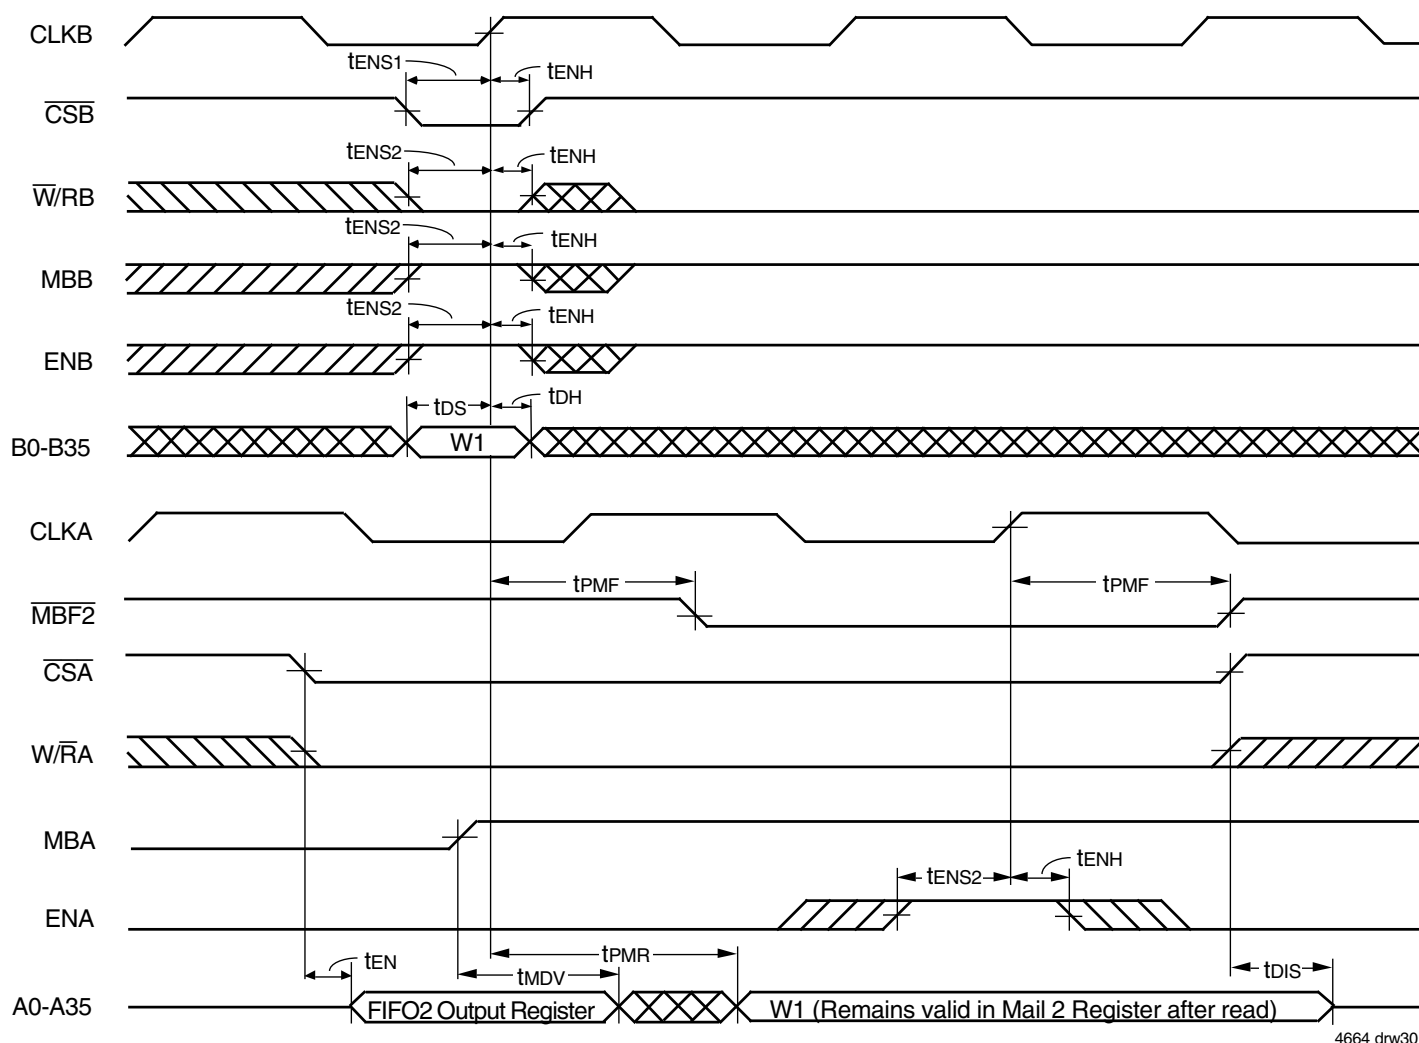 CLKB
tENS1
tENH
CSB
tENS2
tENH
W/RB
tENS2
tENH
MBB
tENS2
tENH
ENB
tDS
tDH
B0-B35
W1
CLKA
tPMF
tPMF
MBF2
CSA
W/RA
MBA
tENS2
tENH
ENA
tEN
tMDV
tPMR
tDIS
A0-A35
FIFO2 Output Register
W1 (Remains valid in Mail 2 Register after read)
4664 drw30